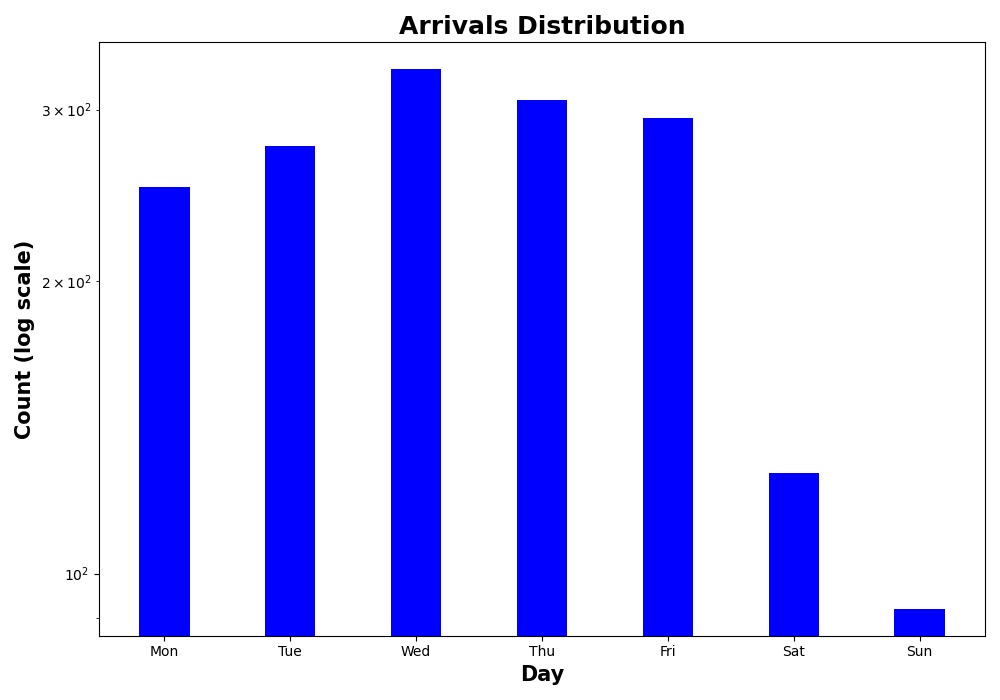 Arrivals Distribution
3 × 10²
2 × 10²
10²
Count (log scale)
Mon Tue Wed Thu Fri Sat Sun
Day